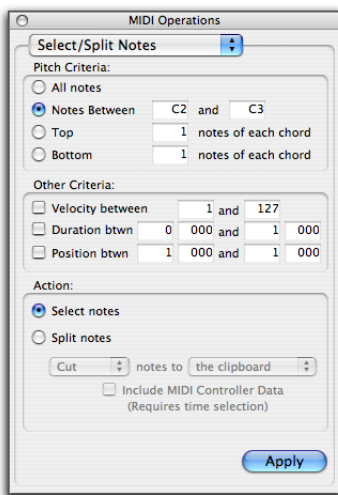 MIDI Operations
Select/Split Notes
Pitch Criteria:
All notes
Notes Between C2 and C3
Top 1 notes of each chord
Bottom 1 notes of each chord
Other Criteria:
Velocity between 1 and 127
Duration btwn 0 000 and 1 000
Position btwn 1 000 and 1 000
Action:
Select notes
Split notes
Cut notes to the clipboard
Include MIDI Controller Data
(Requires time selection)
Apply